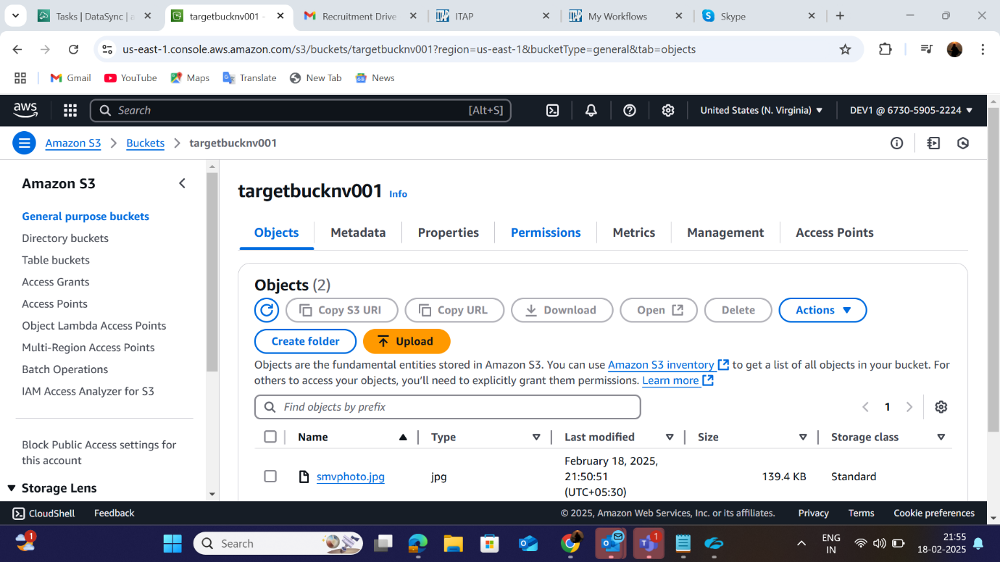 Tasks | DataSync | a
targetbucknv001 -
Recruitment Drive
ITAP
My Workflows
Skype
us-east-1.console.aws.amazon.com/s3/buckets/targetbucknv001?region=us-east-1&bucketType=general&tab=objects
Gmail
YouTube
Maps
Translate
New Tab
News
aws
Search
[Alt+S]
United States (N. Virginia)
DEV1 @ 6730-5905-2224
Amazon S3
Buckets
targetbucknv001
Amazon S3
General purpose buckets
Directory buckets
Table buckets
Access Grants
Access Points
Object Lambda Access Points
Multi-Region Access Points
Batch Operations
IAM Access Analyzer for S3
Block Public Access settings for
this account
Storage Lens
targetbucknv001 Info
Objects
Metadata
Properties
Permissions
Metrics
Management
Access Points
Objects (2)
Copy S3 URI
Copy URL
Download
Open
Delete
Actions
Create folder
Upload
Objects are the fundamental entities stored in Amazon S3. You can use Amazon S3 inventory to get a list of all objects in your bucket. For
others to access your objects, you'll need to explicitly grant them permissions. Learn more
Find objects by prefix
1
Name
Type
Last modified
Size
Storage class
smvphoto.jpg
jpg
February 18, 2025,
21:50:51
(UTC+05:30)
139.4 KB
Standard
CloudShell
Feedback
© 2025, Amazon Web Services, Inc. or its affiliates.
Privacy
Terms
Cookie preferences
1
Search
1
ENG
IN
21:55
18-02-2025